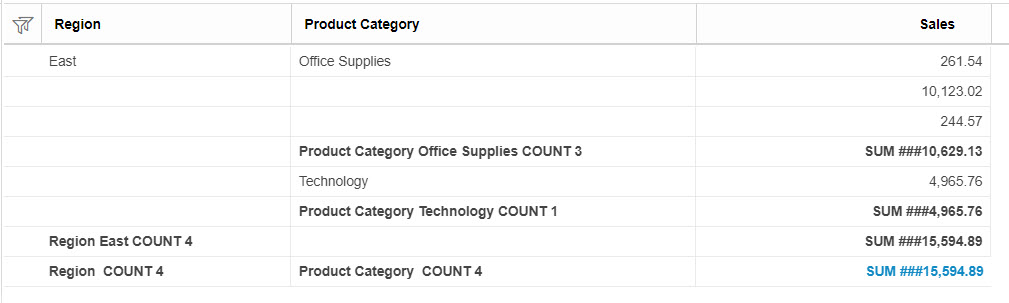 Region Product Category Sales
East Office Supplies 261.54
10,123.02
244.57
Product Category Office Supplies COUNT 3 SUM ###10,629.13
Technology 4,965.76
Product Category Technology COUNT 1 SUM ###4,965.76
Region East COUNT 4 SUM ###15,594.89
Region  COUNT 4 Product Category  COUNT 4 SUM ###15,594.89